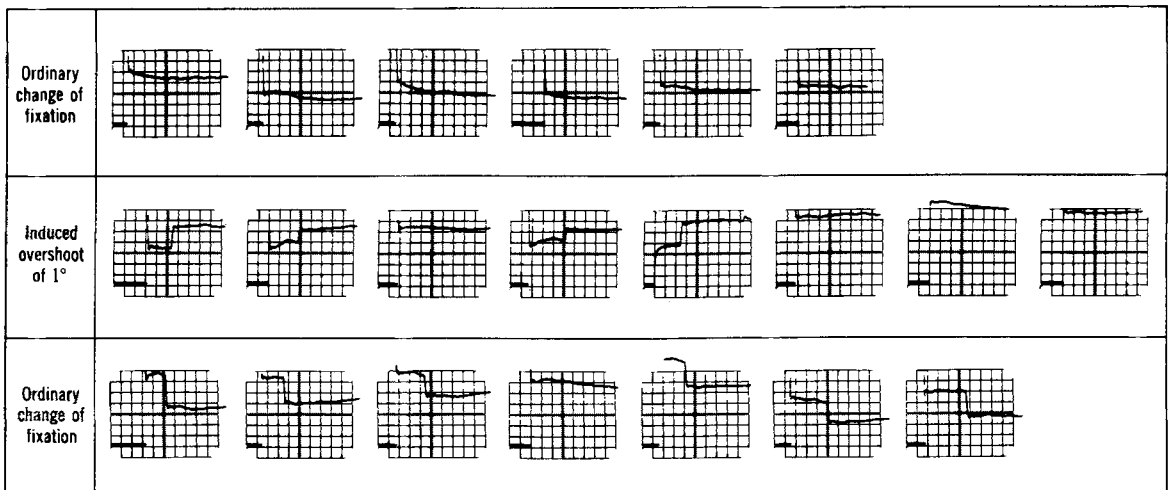 Ordinary
change of
fixation
Induced
overshoot
of 1°
Ordinary
change of
fixation